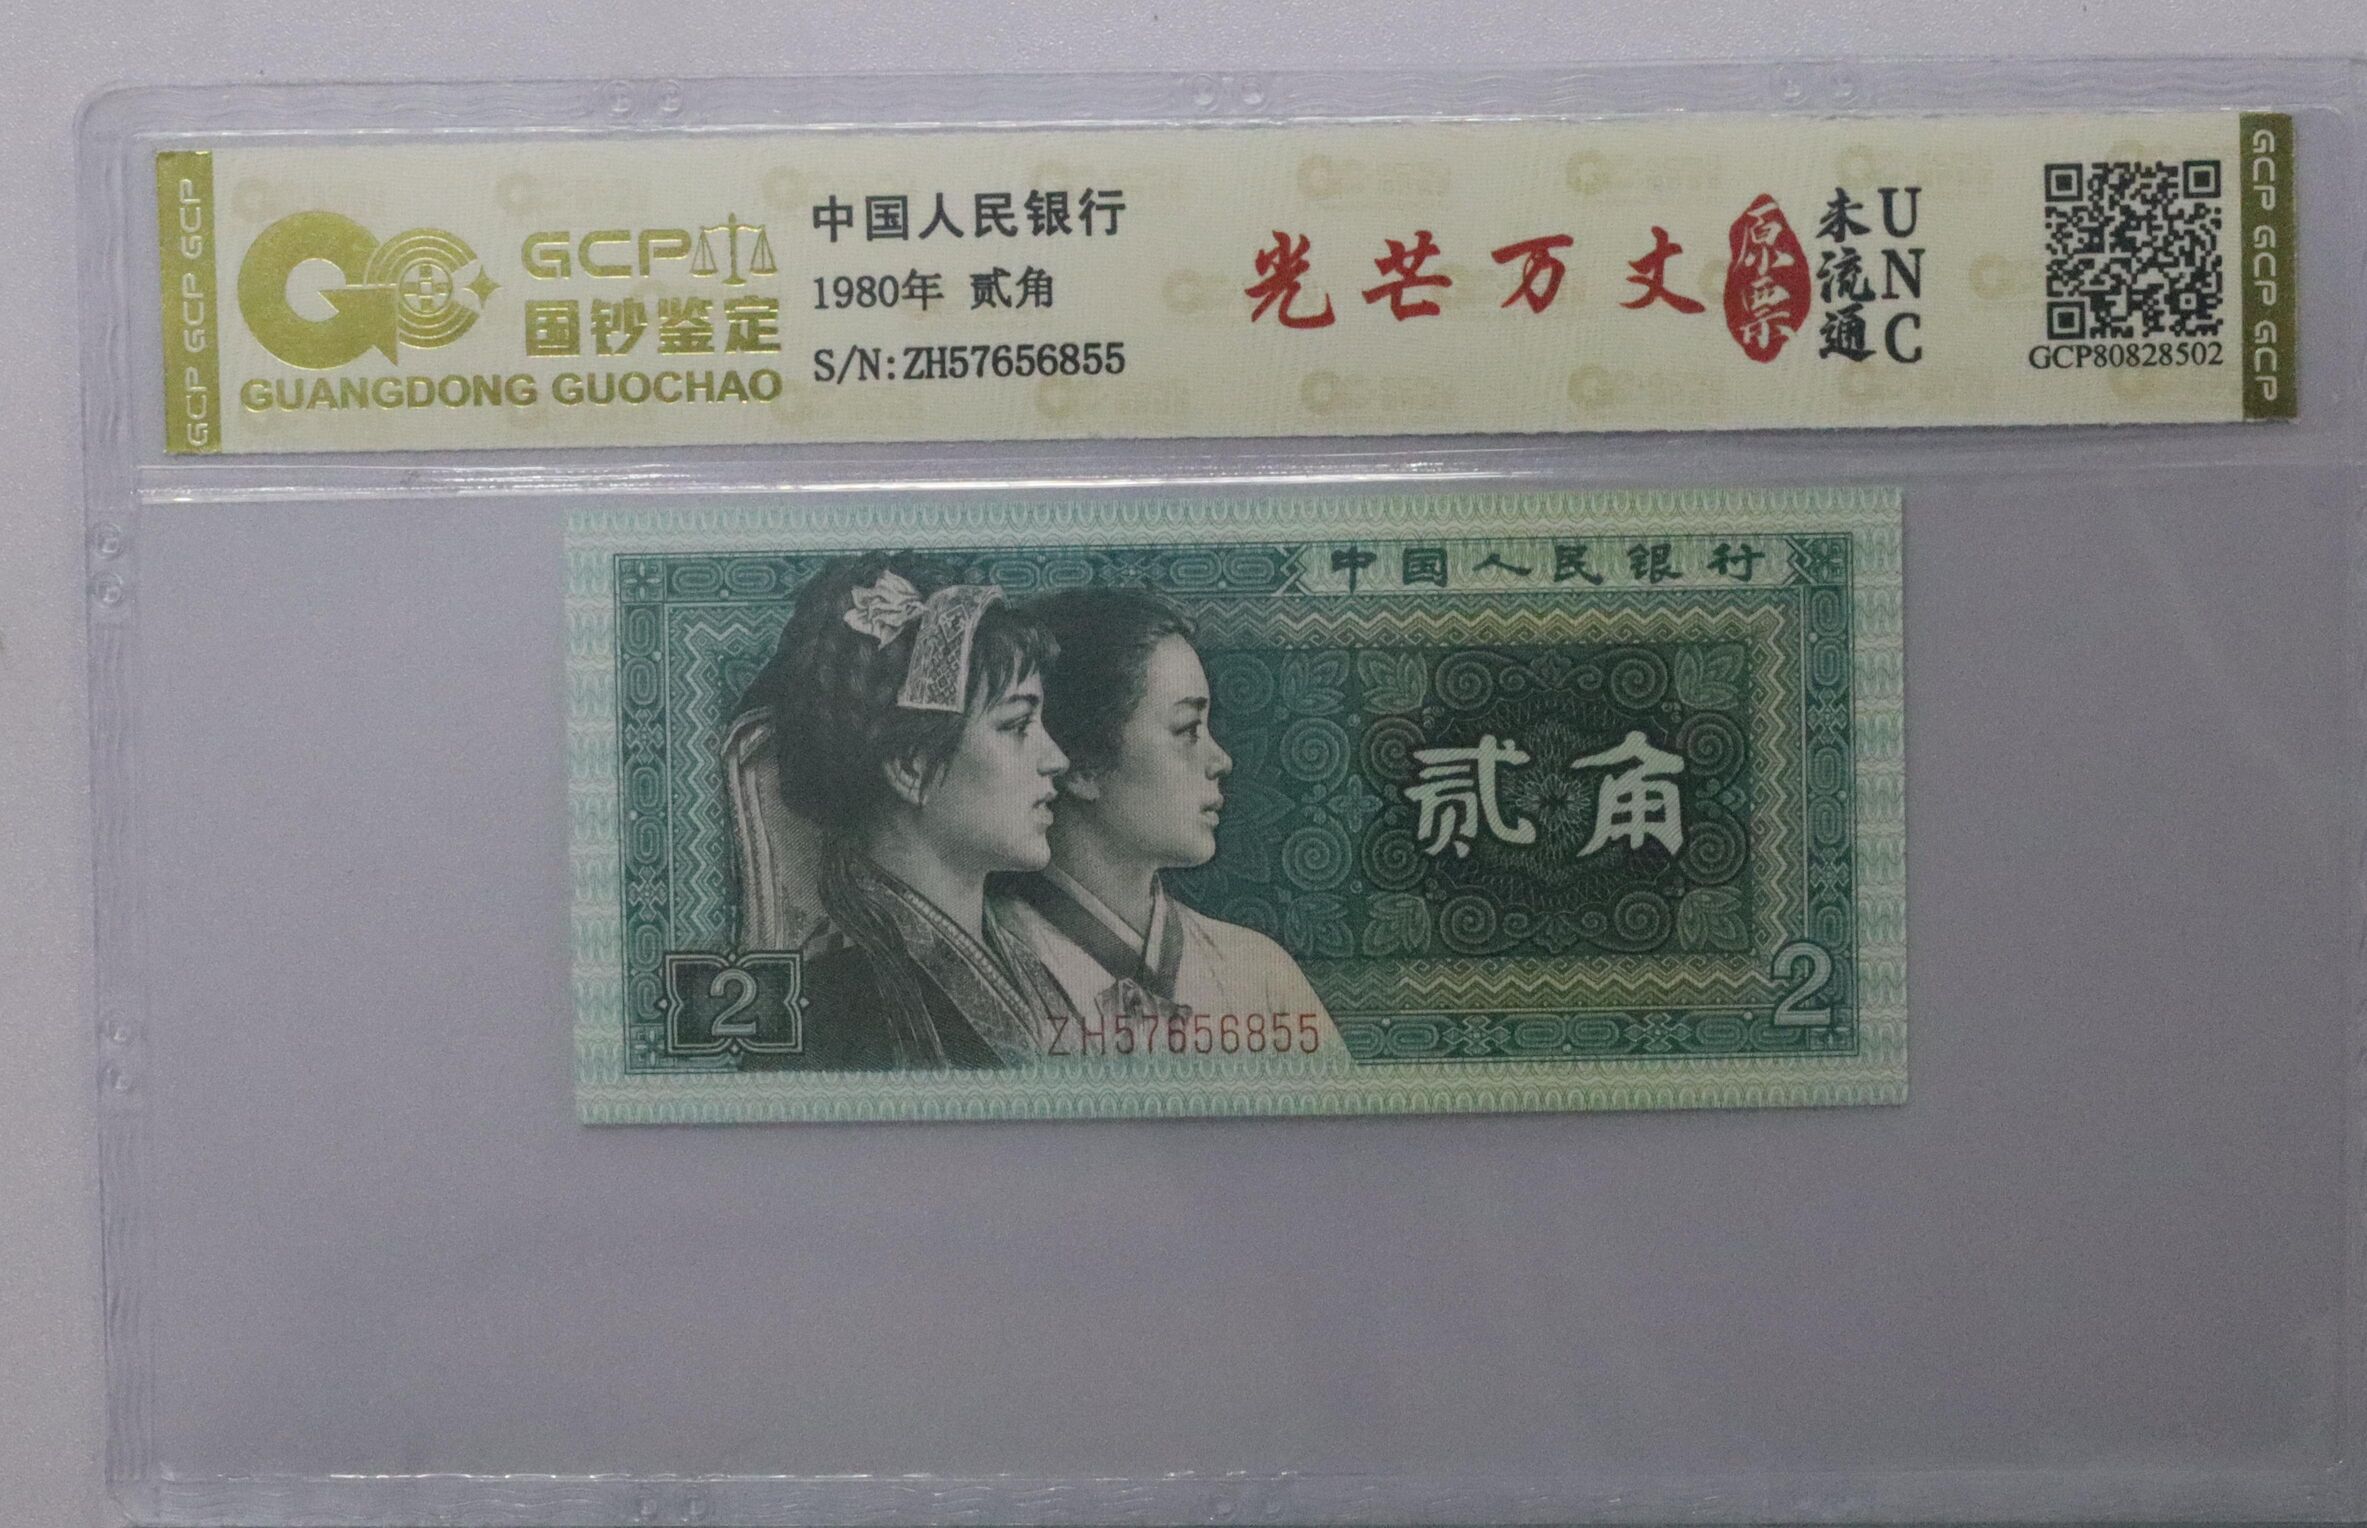 GCP GCP GCP
GCP
国钞鉴定
GUANGDONG GUOCHAO
中国人民银行
1980年 贰角
S/N:ZH57656855
光芒万丈
原票
未流通
UNC
GCP80828502
GCP GCP GCP
中国人民银行
贰角
2
2
ZH57656855